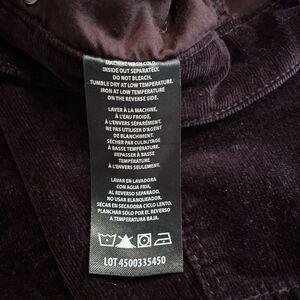 MACHINE WASH COLD.
INSIDE OUT SEPARATELY.
DO NOT BLEACH.
TUMBLE DRY AT LOW TEMPERATURE.
IRON AT LOW TEMPERATURE
ON THE REVERSE SIDE.
LAVER À LA MACHINE,
À L'EAU FROIDE,
À L'ENVERS SÉPARÉMENT.
NE PAS UTILISER D'AGENT
DE BLANCHIMENT.
SÉCHER PAR CULBUTAGE
À BASSE TEMPÉRATURE.
REPASSER À BASSE
TEMPÉRATURE
À L'ENVERS SEULEMENT.
LAVAR EN LAVADORA
CON AGUA FRIA,
AL REVERSO SEPARADO.
NO USAR BLANQUEADOR.
SECAR EN SECADORA CICLO LENTO.
PLANCHAR SÓLO POR EL REVERSO
A TEMPERATURA BAJA.
LOT 4500335450